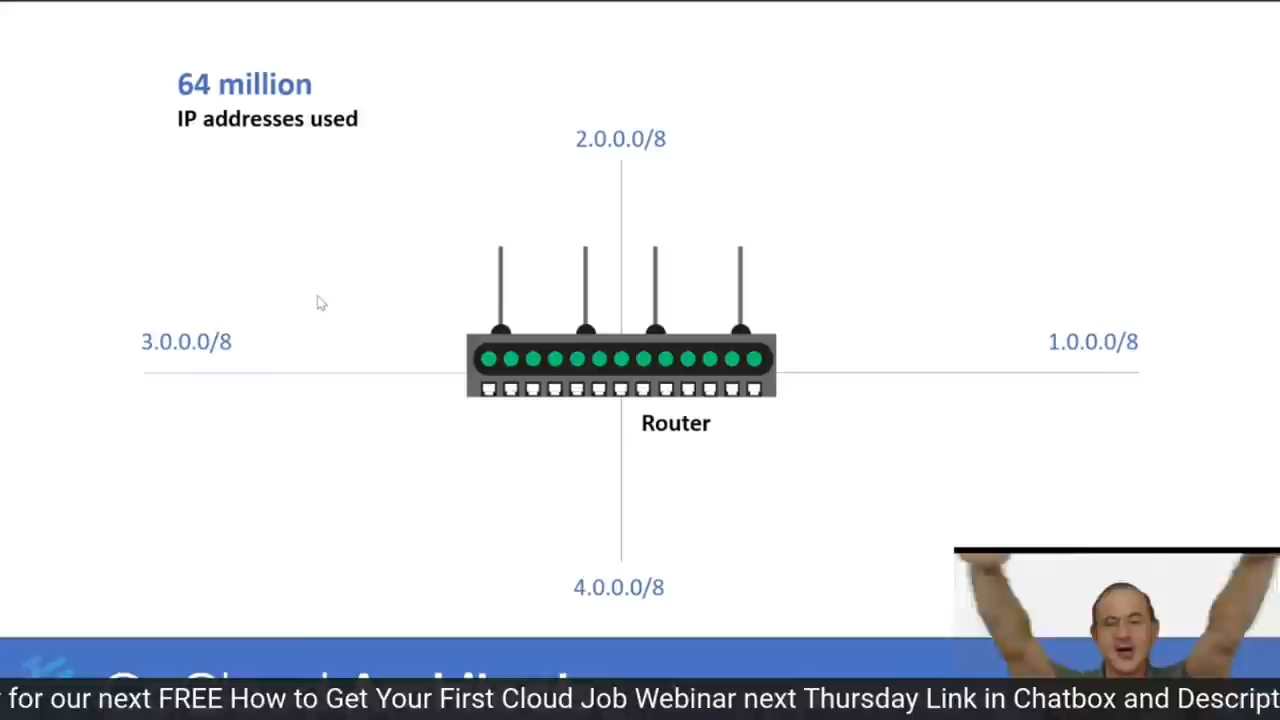 64 million
IP addresses used
2.0.0.0/8
3.0.0.0/8
1.0.0.0/8
Router
4.0.0.0/8
for our next FREE How to Get Your First Cloud Job Webinar next Thursday Link in Chatbox and Descript